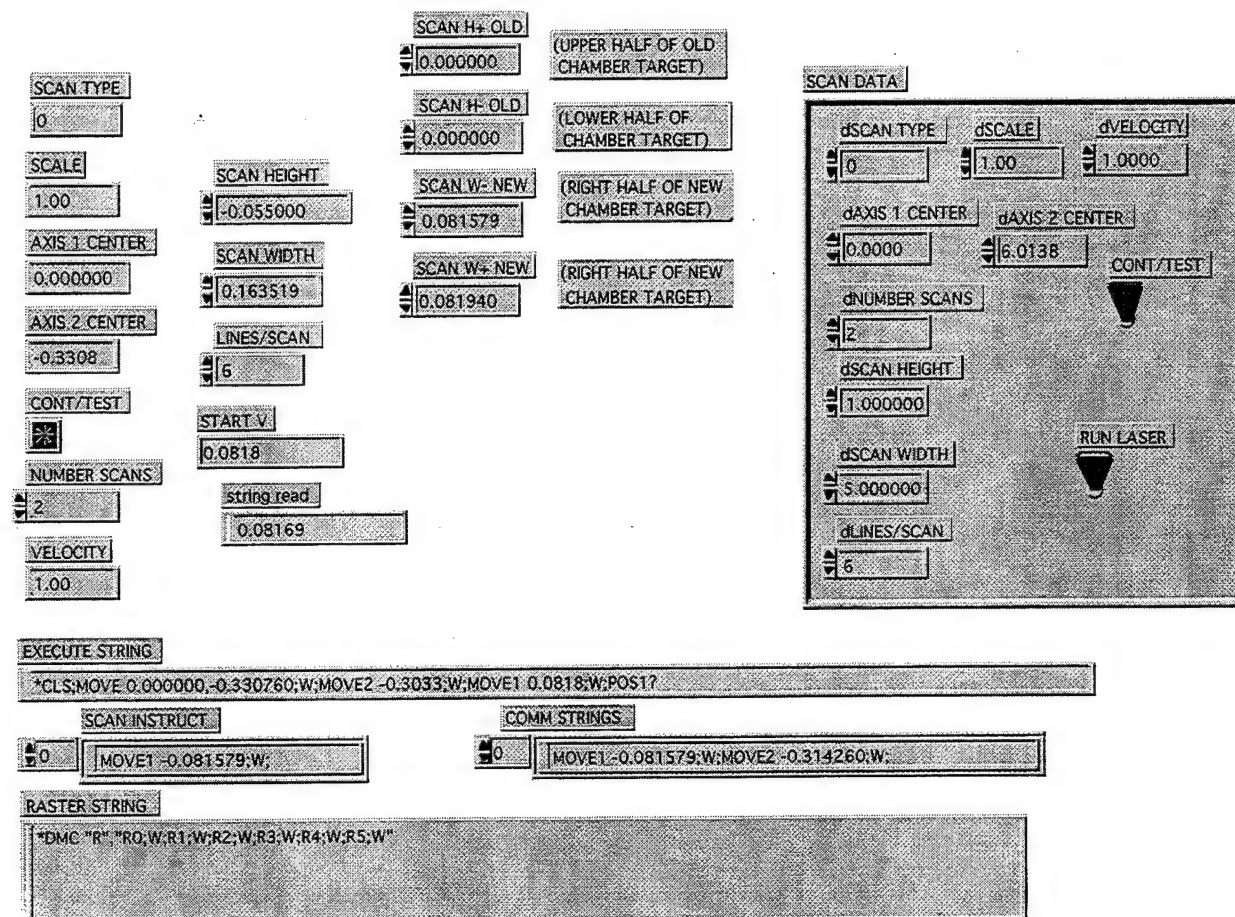 SCAN TYPE
0
SCALE
1.00
AXIS 1 CENTER
0.000000
AXIS 2 CENTER
-0.3308
CONT/TEST
NUMBER SCANS
2
VELOCITY
1.00
SCAN HEIGHT
-0.055000
SCAN WIDTH
0.163519
LINES/SCAN
6
START V
0.0818
string read
0.08169
SCAN H+ OLD
0.000000
(UPPER HALF OF OLD
CHAMBER TARGET)
SCAN H- OLD
0.000000
(LOWER HALF OF
CHAMBER TARGET)
SCAN W- NEW
0.081579
(RIGHT HALF OF NEW
CHAMBER TARGET)
SCAN W+ NEW
0.081940
(RIGHT HALF OF NEW
CHAMBER TARGET)
SCAN DATA
dSCAN TYPE
0
dSCALE
1.00
dVELOCITY
1.0000
dAXIS 1 CENTER
0.0000
dAXIS 2 CENTER
6.0138
CONT/TEST
dNUMBER SCANS
2
dSCAN HEIGHT
1.000000
RUN LASER
dSCAN WIDTH
5.000000
dLINES/SCAN
6
EXECUTE STRING
*CLS;MOVE 0.000000,-0.330760;W;MOVE2 -0.3033;W;MOVE1 0.0818;W;POS1?
SCAN INSTRUCT
0
MOVE1 -0.081579;W;
COMM STRINGS
0
MOVE1 -0.081579;W;MOVE2 -0.314260;W;
RASTER STRING
*DMC "R","R0;W;R1;W;R2;W;R3;W;R4;W;R5;W"